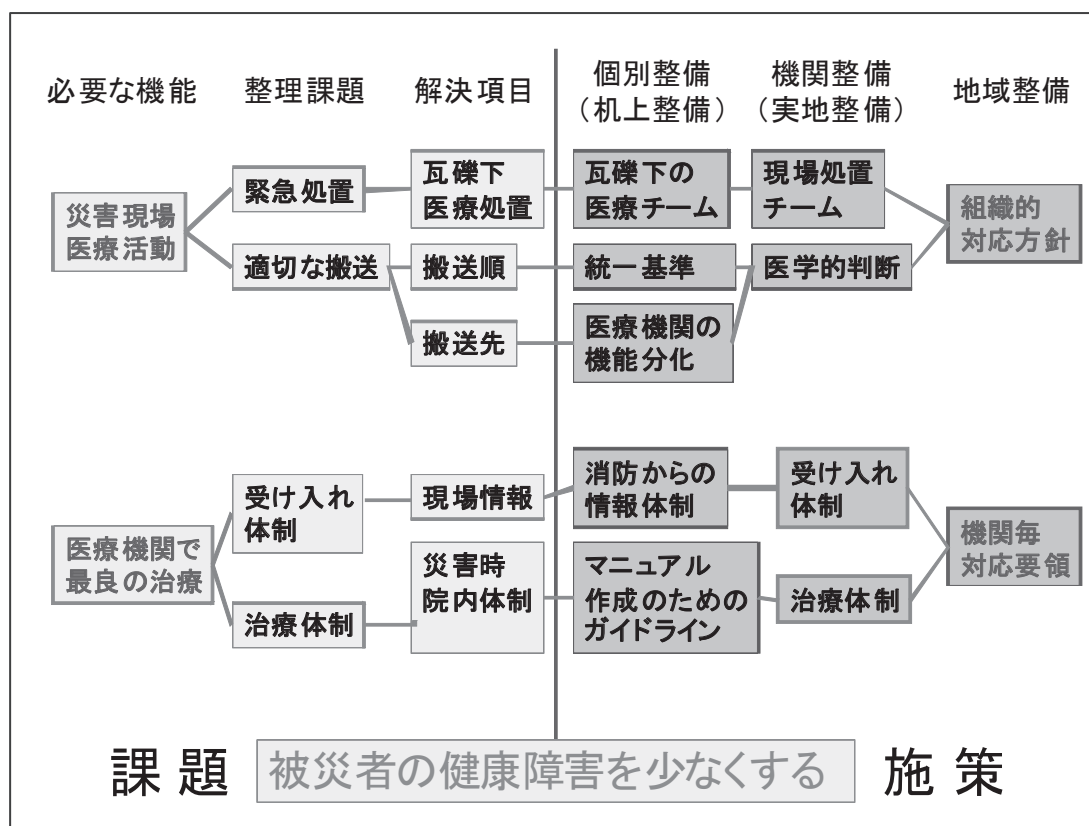 必要な機能
整理課題
解決項目
個別整備
（机上整備）
機関整備
（実地整備）
地域整備
災害現場
医療活動
緊急処置
瓦礫下
医療処置
瓦礫下の
医療チーム
現場処置
チーム
組織的
対応方針
適切な搬送
搬送順
統一基準
医学的判断
搬送先
医療機関の
機能分化
医療機関で
最良の治療
受け入れ
体制
現場情報
消防からの
情報体制
受け入れ
体制
機関毎
対応要領
治療体制
災害時
院内体制
マニュアル
作成のための
ガイドライン
治療体制
課題
被災者の健康障害を少なくする
施策